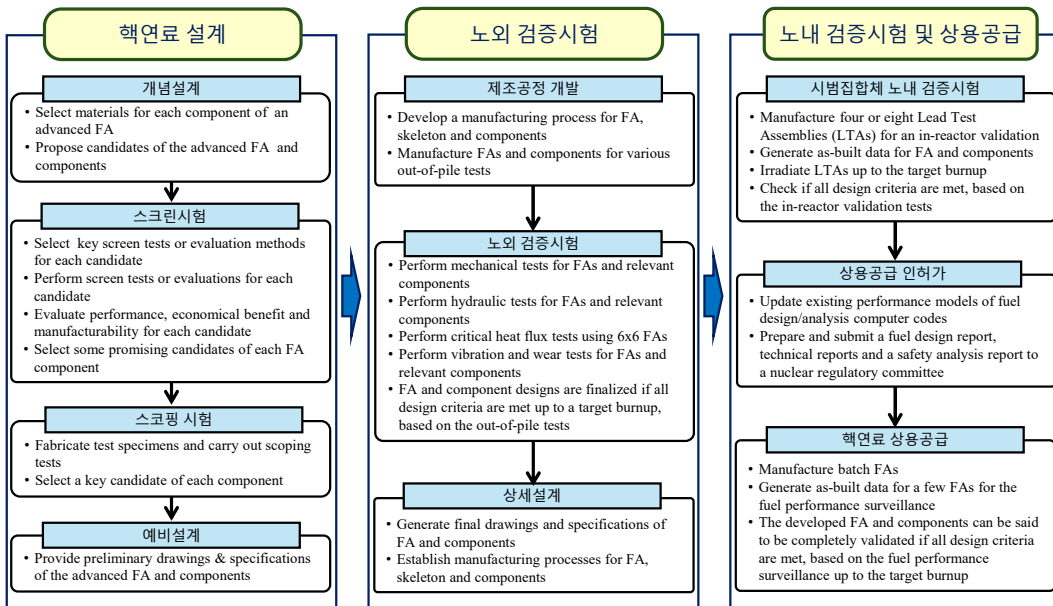 핵연료 설계
개념설계
• Select materials for each component of an
advanced FA
• Propose candidates of the advanced FA and
components
스크린시험
• Select key screen tests or evaluation methods
for each candidate
• Perform screen tests or evaluations for each
candidate
• Evaluate performance, economical benefit and
manufacturability for each candidate
• Select some promising candidates of each FA
component
스코핑 시험
• Fabricate test specimens and carry out scoping
tests
• Select a key candidate of each component
예비설계
• Provide preliminary drawings & specifications
of the advanced FA and components
노외 검증시험
제조공정 개발
• Develop a manufacturing process for FA,
skeleton and components
• Manufacture FAs and components for various
out-of-pile tests
노외 검증시험
• Perform mechanical tests for FAs and relevant
components
• Perform hydraulic tests for FAs and relevant
components
• Perform critical heat flux tests using 6x6 FAs
• Perform vibration and wear tests for FAs and
relevant components
• FA and component designs are finalized if all
design criteria are met up to a target burnup,
based on the out-of-pile tests
상세설계
• Generate final drawings and specifications of
FA and components
• Establish manufacturing processes for FA,
skeleton and components
노내 검증시험 및 상용공급
시범집합체 노내 검증시험
• Manufacture four or eight Lead Test
Assemblies (LTAs) for an in-reactor validation
• Generate as-built data for FA and components
• Irradiate LTAs up to the target burnup
• Check if all design criteria are met, based on
the in-reactor validation tests
상용공급 인허가
• Update existing performance models of fuel
design/analysis computer codes
• Prepare and submit a fuel design report,
technical reports and a safety analysis report to
a nuclear regulatory committee
핵연료 상용공급
• Manufacture batch FAs
• Generate as-built data for a few FAs for the
fuel performance surveillance
• The developed FA and components can be said
to be completely validated if all design criteria
are met, based on the fuel performance
surveillance up to the target burnup